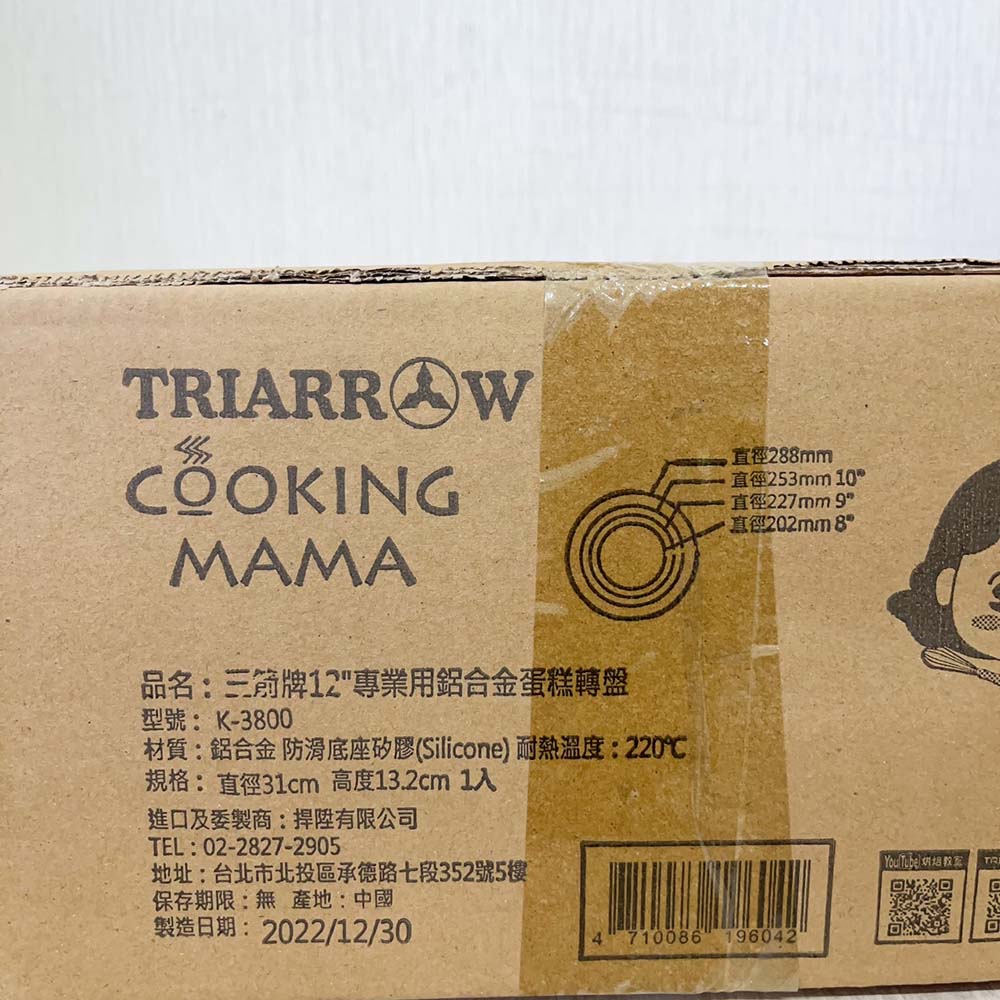 TRIARROW
COOKING
MAMA
直徑288mm
直徑253mm 10"
直徑227mm 9"
直徑202mm 8"
品名：三箭牌12"專業用鋁合金蛋糕轉盤
型號：K-3800
材質：鋁合金 防滑底座矽膠(Silicone) 耐熱溫度：220℃
規格：直徑31cm 高度13.2cm 1入
進口及委製商：捍陞有限公司
TEL：02-2827-2905
地址：台北市北投區承德路七段352號5樓
保存期限：無 產地：中國
製造日期：2022/12/30
4 710086 196042
YouTube 烘焙教室